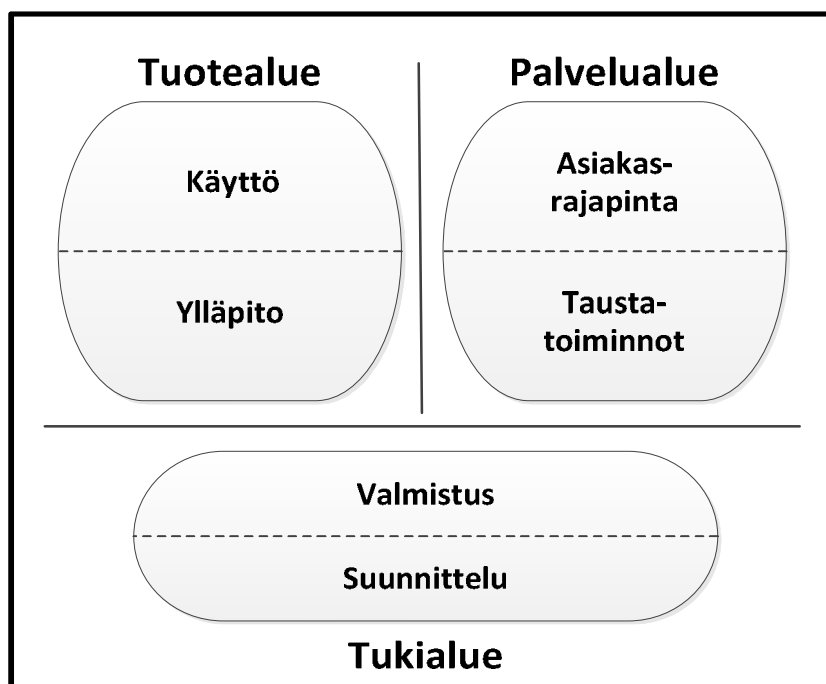 Tuotealue
Käyttö
Ylläpito
Palvelualue
Asiakas-
rajapinta
Tausta-
toiminnot
Valmistus
Suunnittelu
Tukialue